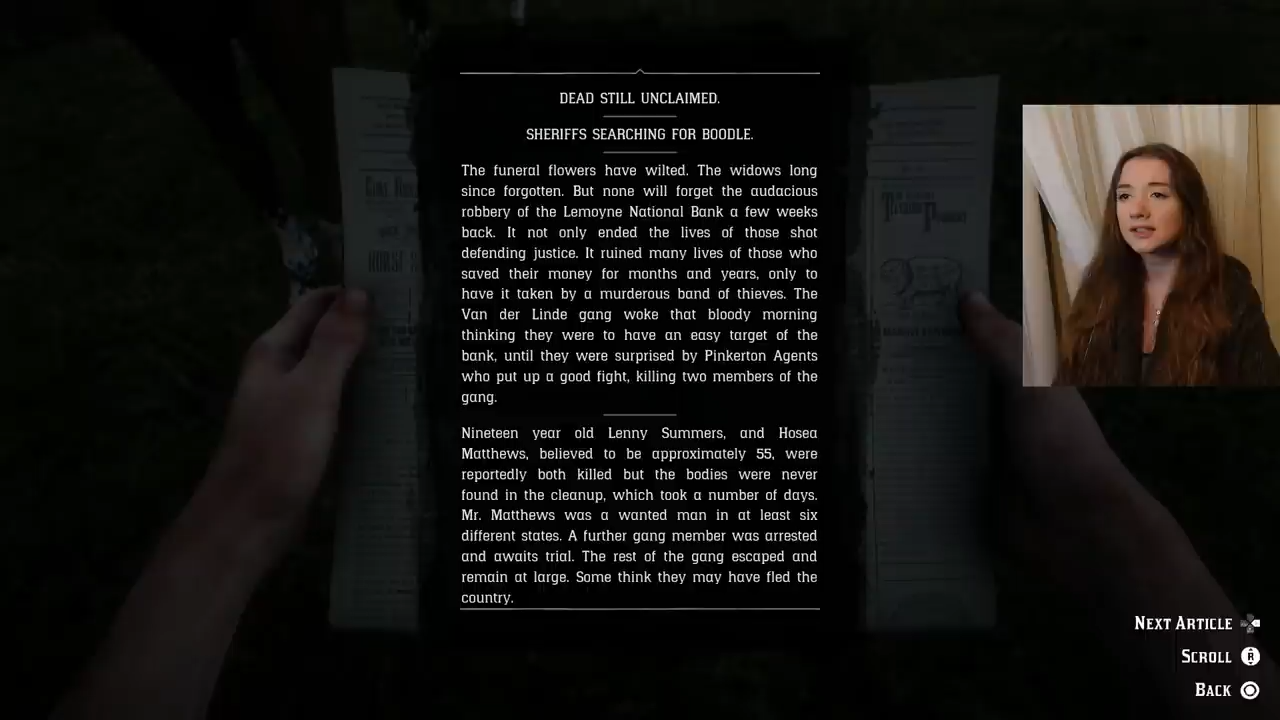 DEAD STILL UNCLAIMED.
SHERIFFS SEARCHING FOR BOODLE.
The funeral flowers have wilted. The widows long
since forgotten. But none will forget the audacious
robbery of the Lemoyne National Bank a few weeks
back. It not only ended the lives of those shot
defending justice. It ruined many lives of those who
saved their money for months and years, only to
have it taken by a murderous band of thieves. The
Van der Linde gang woke that bloody morning
thinking they were to have an easy target of the
bank, until they were surprised by Pinkerton Agents
who put up a good fight, killing two members of the
gang.
Nineteen year old Lenny Summers, and Hosea
Matthews, believed to be approximately 55, were
reportedly both killed but the bodies were never
found in the cleanup, which took a number of days.
Mr. Matthews was a wanted man in at least six
different states. A further gang member was arrested
and awaits trial. The rest of the gang escaped and
remain at large. Some think they may have fled the
country.
NEXT ARTICLE
SCROLL R
BACK